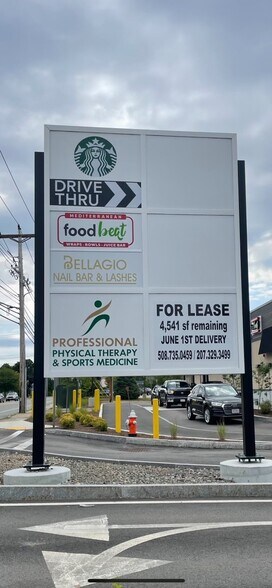 DRIVE
THRU
MEDITERRANEAN
food beat
WRAPS · BOWLS · JUICE BAR
BELLAGIO
NAIL BAR & LASHES
PROFESSIONAL
PHYSICAL THERAPY
& SPORTS MEDICINE
FOR LEASE
4,541 sf remaining
JUNE 1ST DELIVERY
508.735.0459 | 207.329.3499